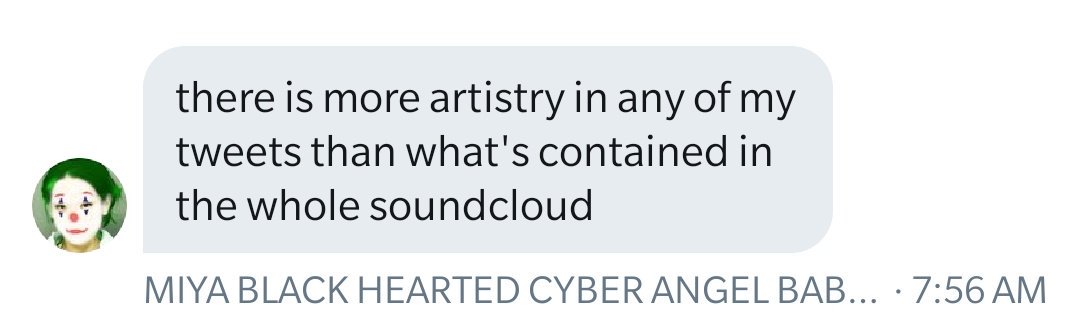 there is more artistry in any of my
tweets than what's contained in
the whole soundcloud
MIYA BLACK HEARTED CYBER ANGEL BAB... · 7:56 AM